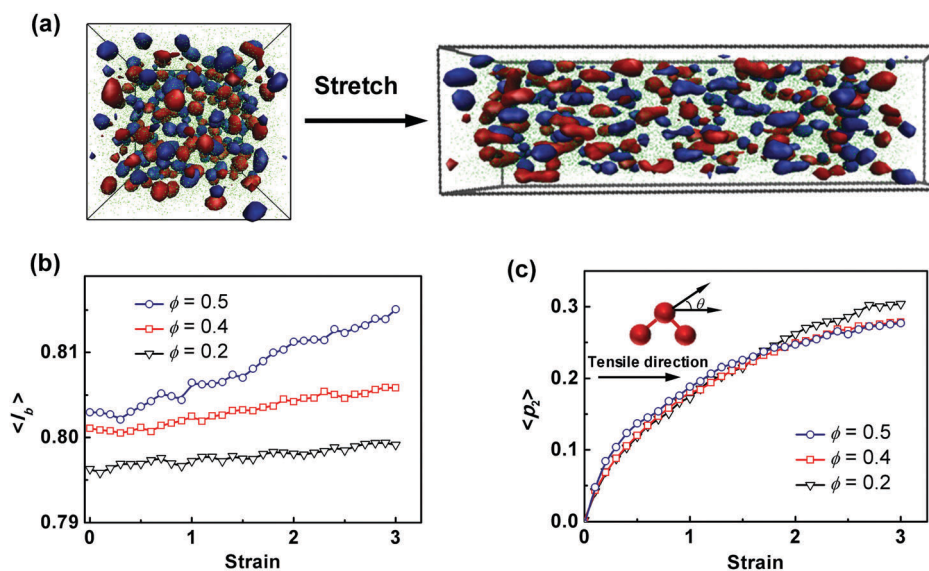 (a)
Stretch
(b)
ϕ = 0.5
ϕ = 0.4
ϕ = 0.2
<l_b>
0.81
0.80
0.79
0 1 2 3
Strain
(c)
θ
Tensile direction
ϕ = 0.5
ϕ = 0.4
ϕ = 0.2
<p₂>
0.3
0.2
0.1
0.0
0 1 2 3
Strain